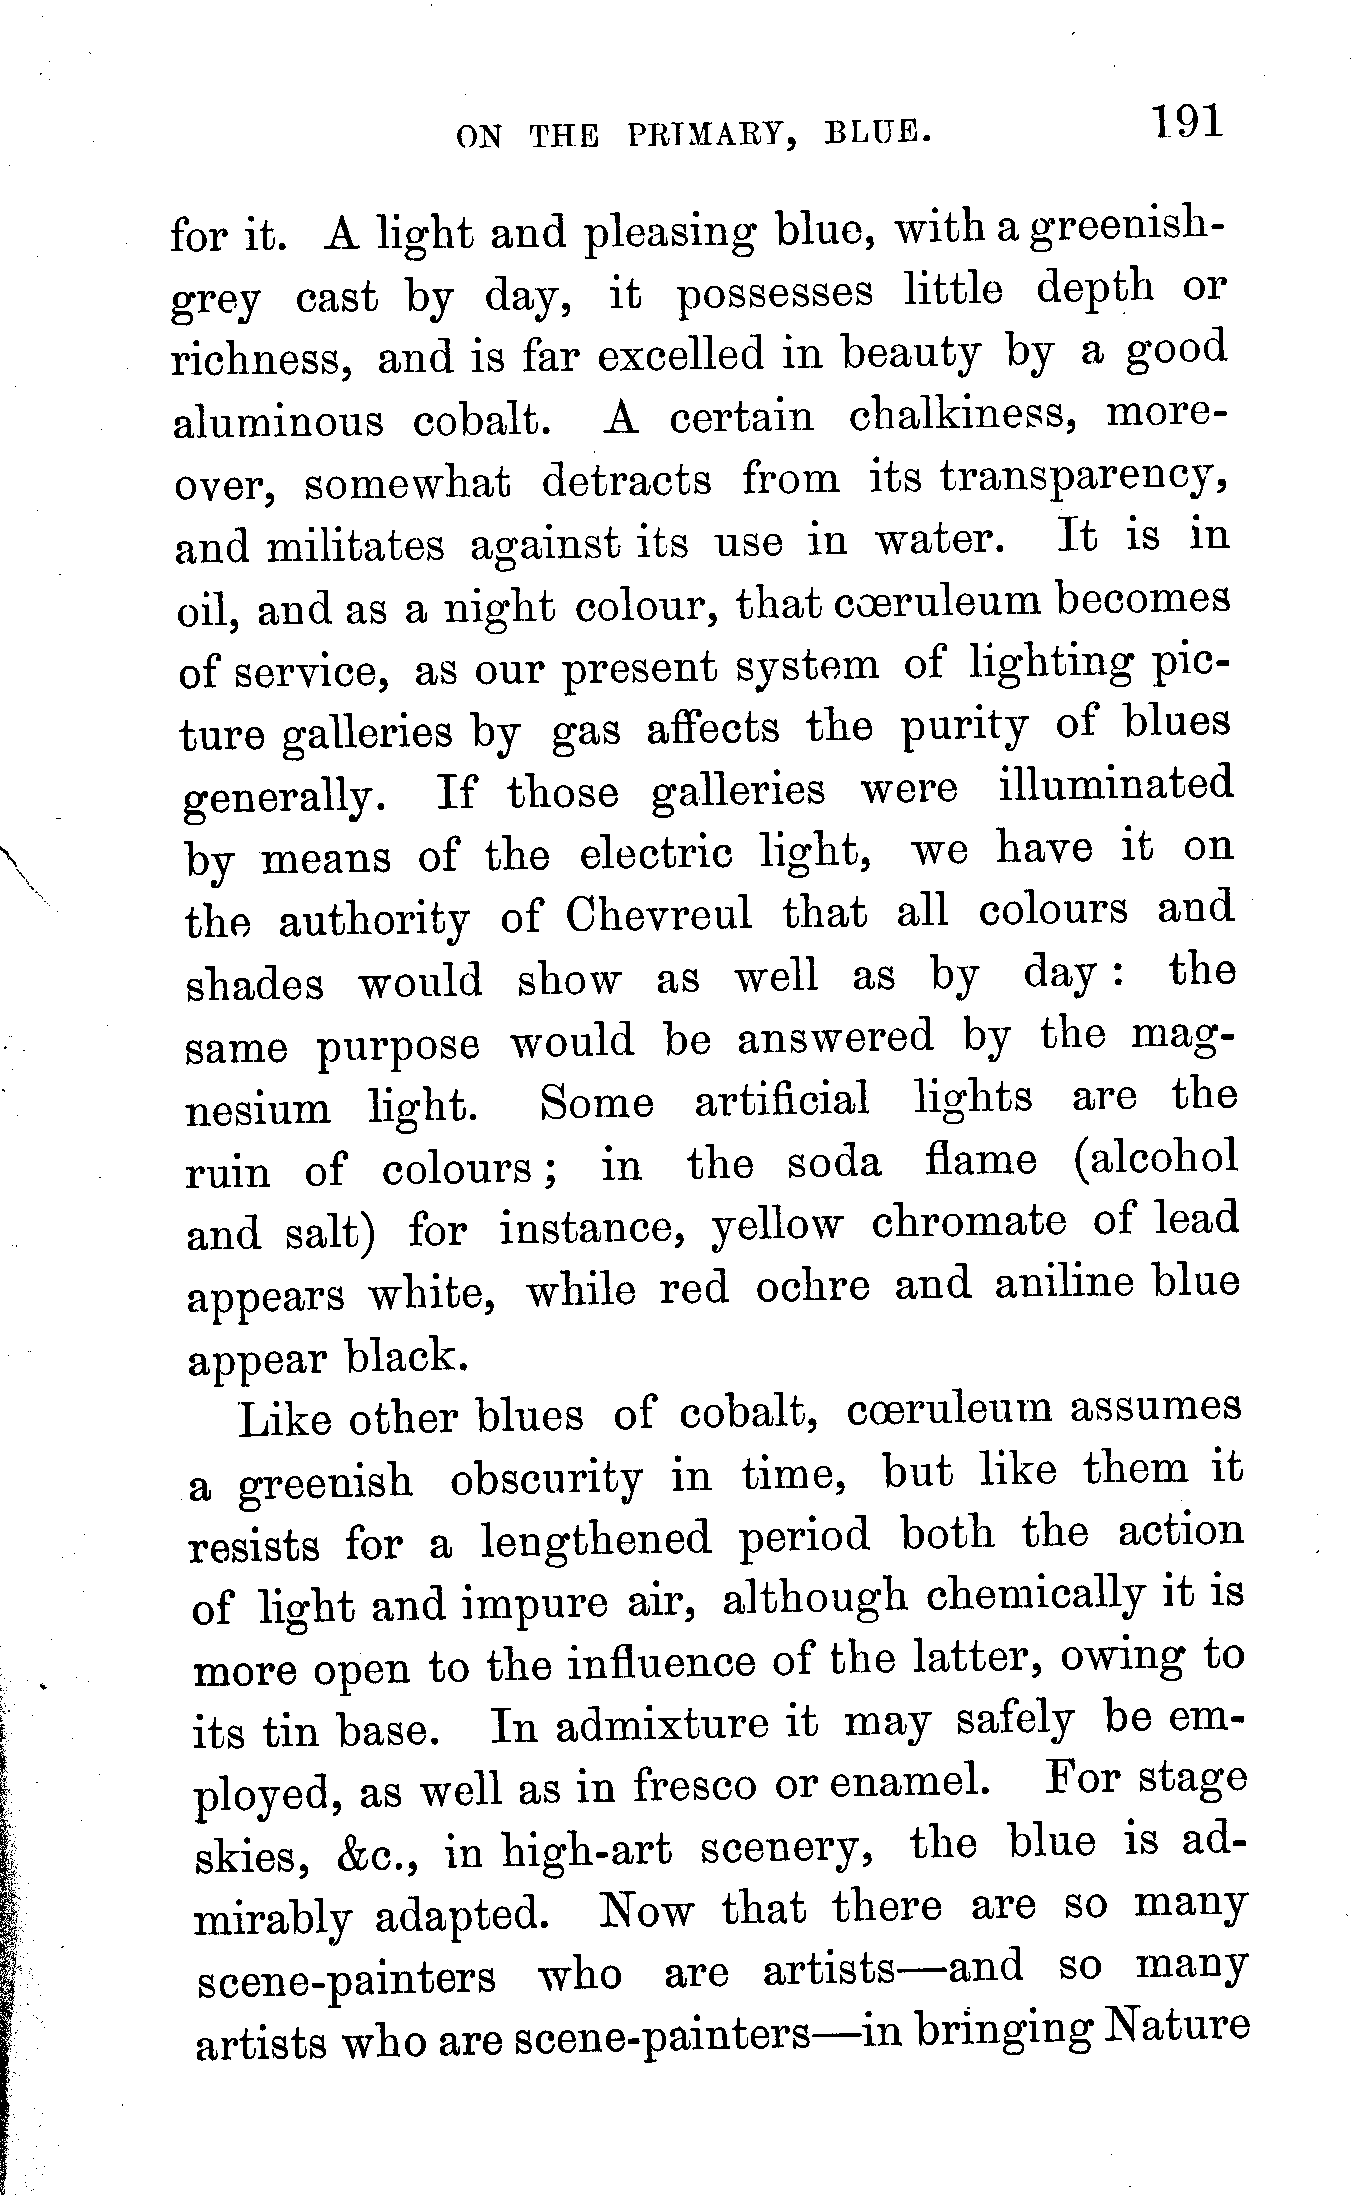 ON THE PRIMARY, BLUE. 191
for it. A light and pleasing blue, with a greenish-
grey cast by day, it possesses little depth or
richness, and is far excelled in beauty by a good
aluminous cobalt. A certain chalkiness, more-
over, somewhat detracts from its transparency,
and militates against its use in water. It is in
oil, and as a night colour, that cœruleum becomes
of service, as our present system of lighting pic-
ture galleries by gas affects the purity of blues
generally. If those galleries were illuminated
by means of the electric light, we have it on
the authority of Chevreul that all colours and
shades would show as well as by day : the
same purpose would be answered by the mag-
nesium light. Some artificial lights are the
ruin of colours ; in the soda flame (alcohol
and salt) for instance, yellow chromate of lead
appears white, while red ochre and aniline blue
appear black.
Like other blues of cobalt, cœruleum assumes
a greenish obscurity in time, but like them it
resists for a lengthened period both the action
of light and impure air, although chemically it is
more open to the influence of the latter, owing to
its tin base. In admixture it may safely be em-
ployed, as well as in fresco or enamel. For stage
skies, &c., in high-art scenery, the blue is ad-
mirably adapted. Now that there are so many
scene-painters who are artists—and so many
artists who are scene-painters—in bringing Nature